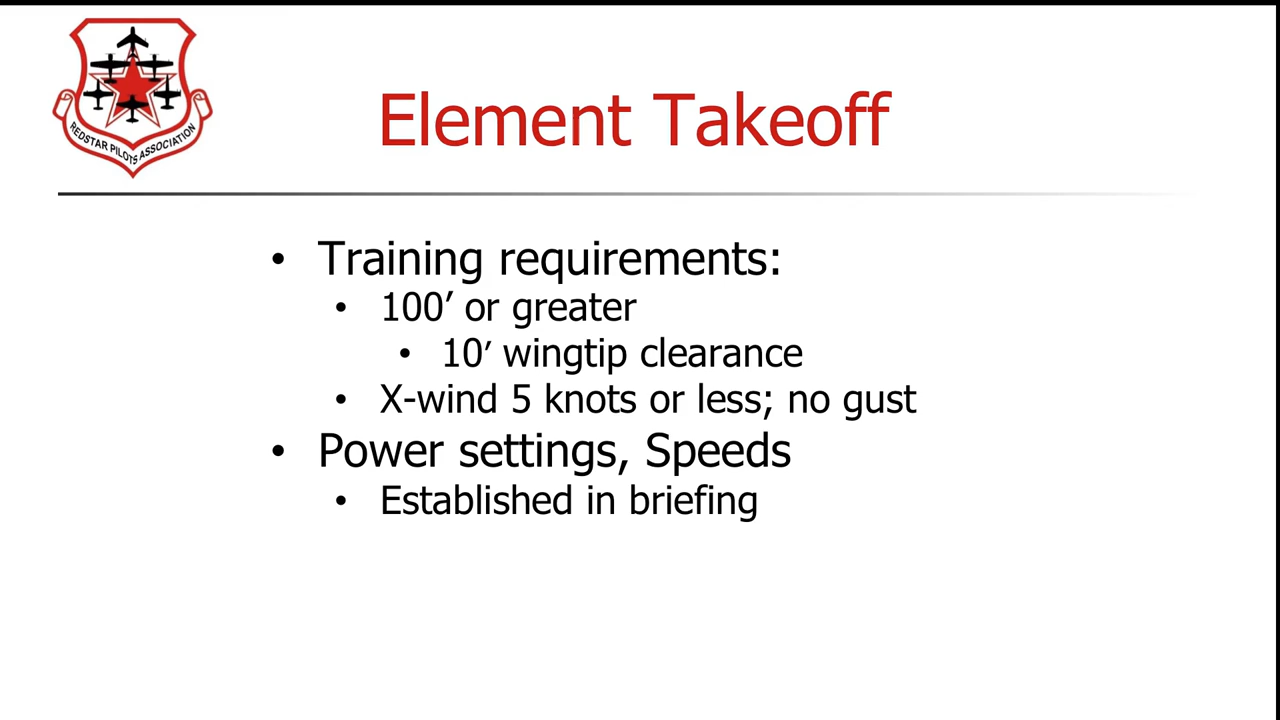 REDSTAR PILOTS ASSOCIATION
Element Takeoff
• Training requirements:
• 100’ or greater
• 10′ wingtip clearance
• X-wind 5 knots or less; no gust
• Power settings, Speeds
• Established in briefing